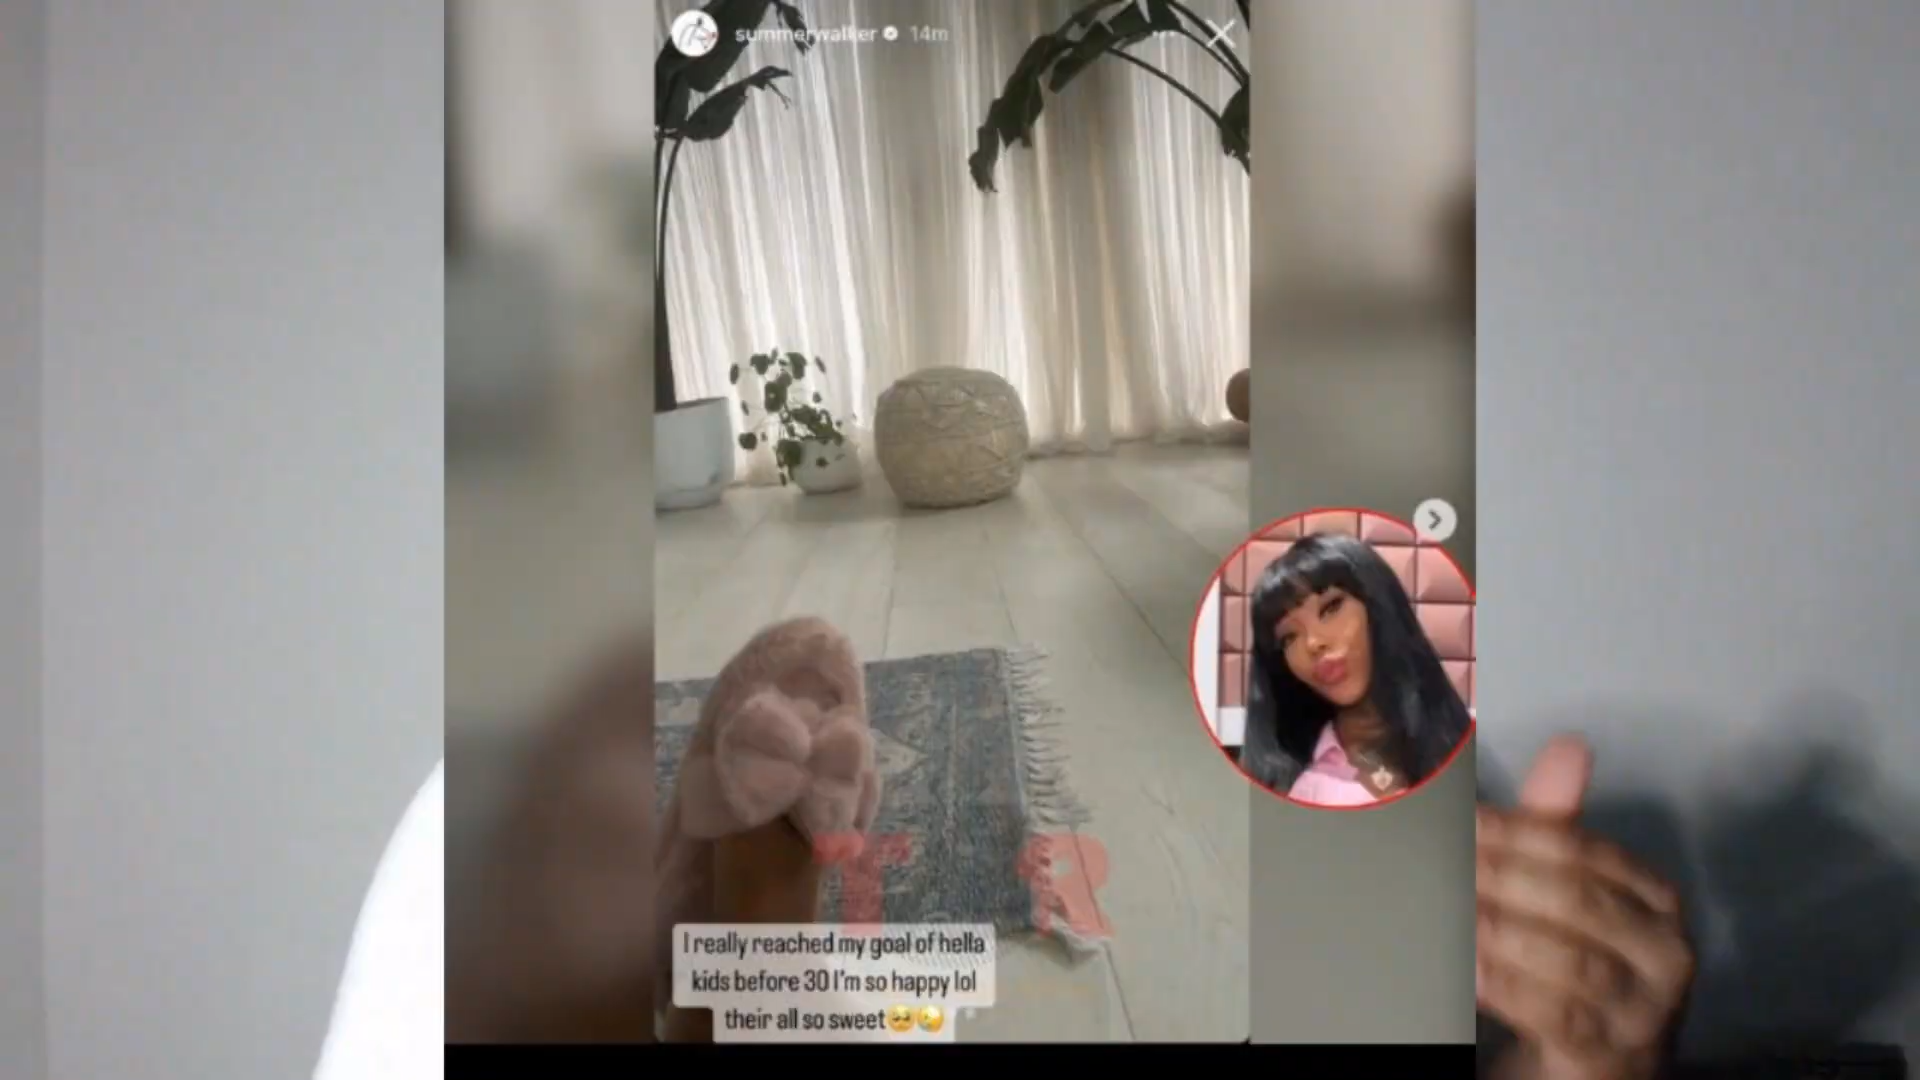 summerwalker 14m
T R
I really reached my goal of hella
kids before 30 I'm so happy lol
their all so sweet🥺😢